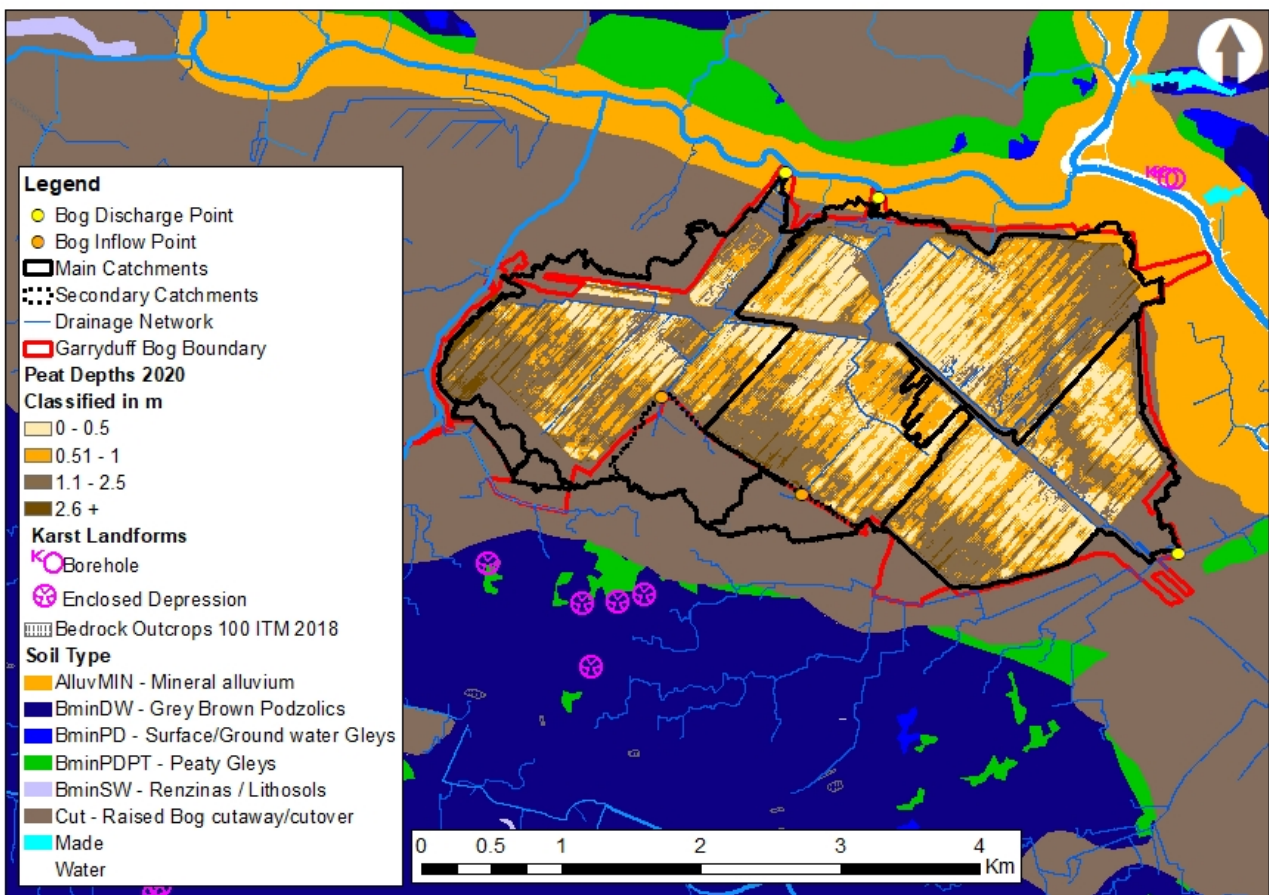 Legend
Bog Discharge Point
Bog Inflow Point
Main Catchments
Secondary Catchments
Drainage Network
Garryduff Bog Boundary
Peat Depths 2020
Classified in m
0 - 0.5
0.51 - 1
1.1 - 2.5
2.6 +
Karst Landforms
K Borehole
Enclosed Depression
Bedrock Outcrops 100 ITM 2018
Soil Type
AlluvMIN - Mineral alluvium
BminDW - Grey Brown Podzolics
BminPD - Surface/Ground water Gleys
BminPDPT - Peaty Gleys
BminSW - Renzinas / Lithosols
Cut - Raised Bog cutaway/cutover
Made
Water
0 0.5 1 2 3 4
Km